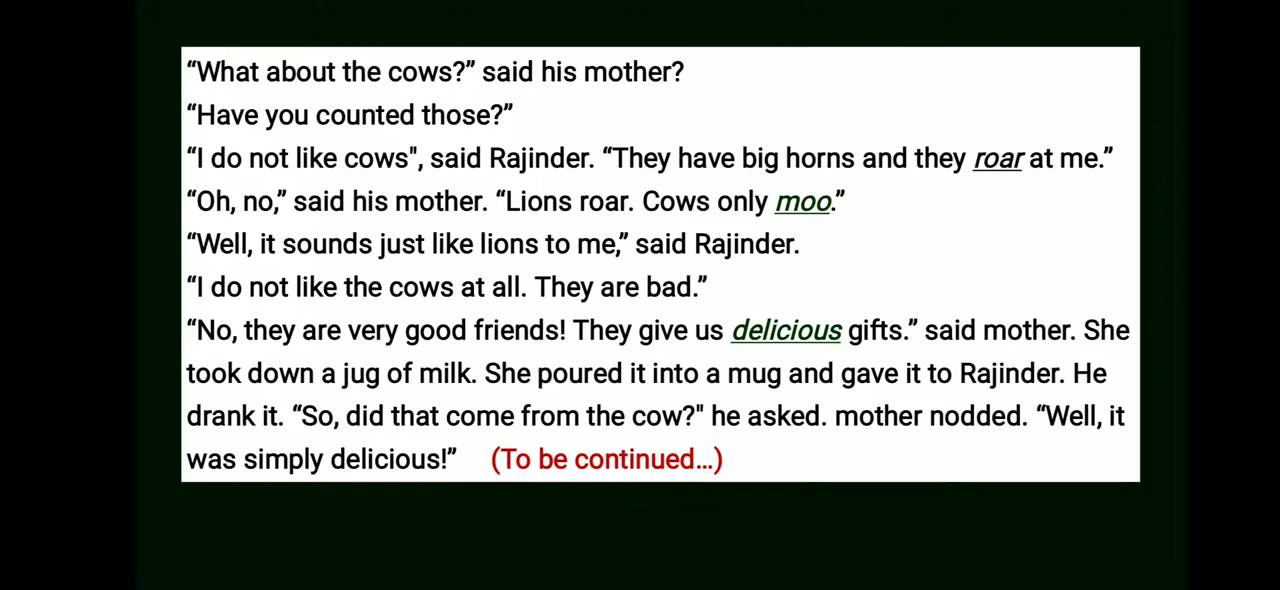 “What about the cows?” said his mother?
“Have you counted those?”
“I do not like cows", said Rajinder. “They have big horns and they roar at me.”
“Oh, no,” said his mother. “Lions roar. Cows only moo.”
“Well, it sounds just like lions to me,” said Rajinder.
“I do not like the cows at all. They are bad.”
“No, they are very good friends! They give us delicious gifts.” said mother. She
took down a jug of milk. She poured it into a mug and gave it to Rajinder. He
drank it. “So, did that come from the cow?" he asked. mother nodded. “Well, it
was simply delicious!” (To be continued...)